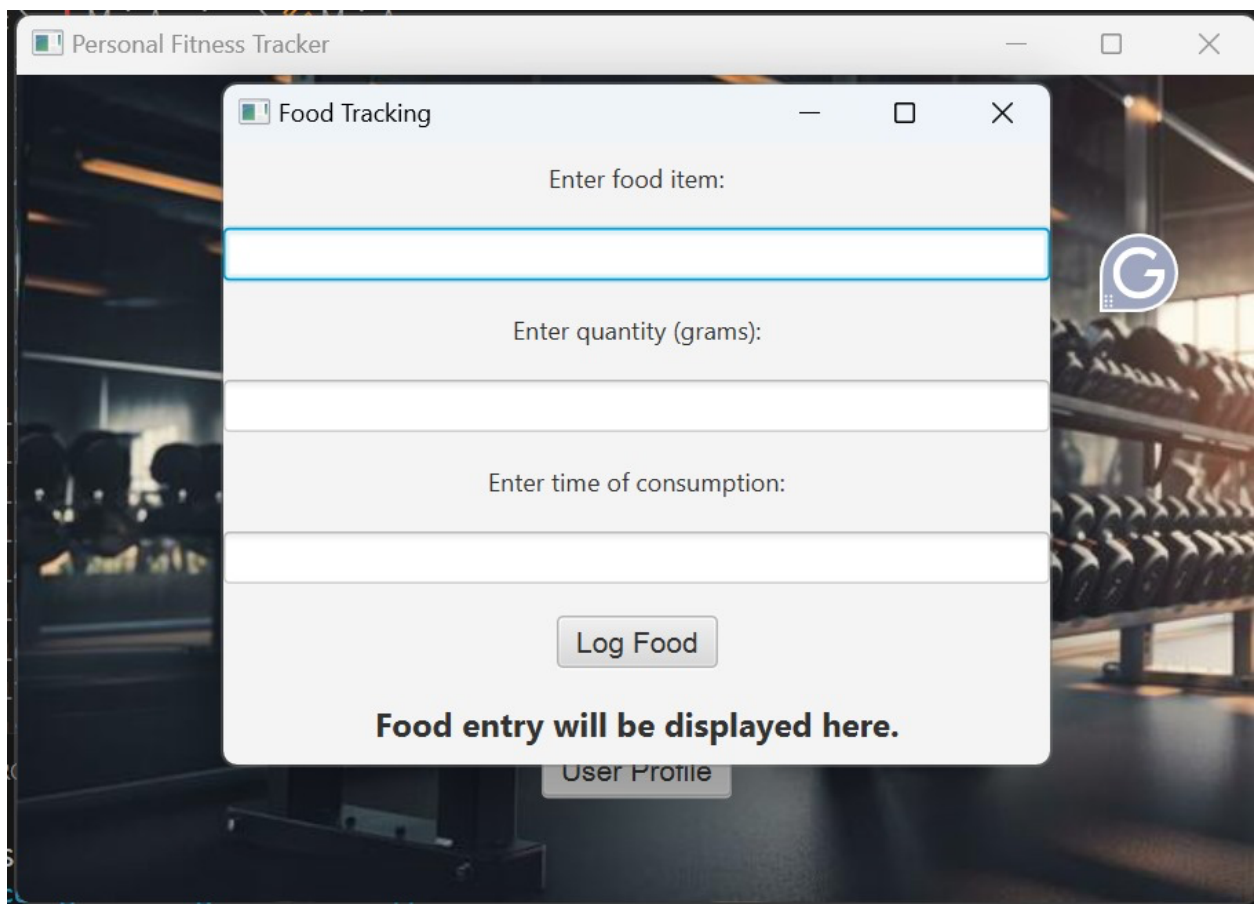 Personal Fitness Tracker
Food Tracking
Enter food item:
Enter quantity (grams):
Enter time of consumption:
Log Food
Food entry will be displayed here.
User Profile
G